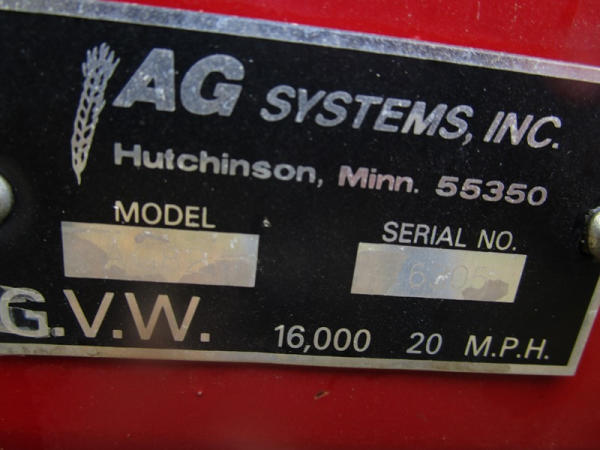 AG SYSTEMS, INC.
Hutchinson, Minn. 55350
MODEL
SERIAL NO.
G.V.W. 16,000 20 M.P.H.